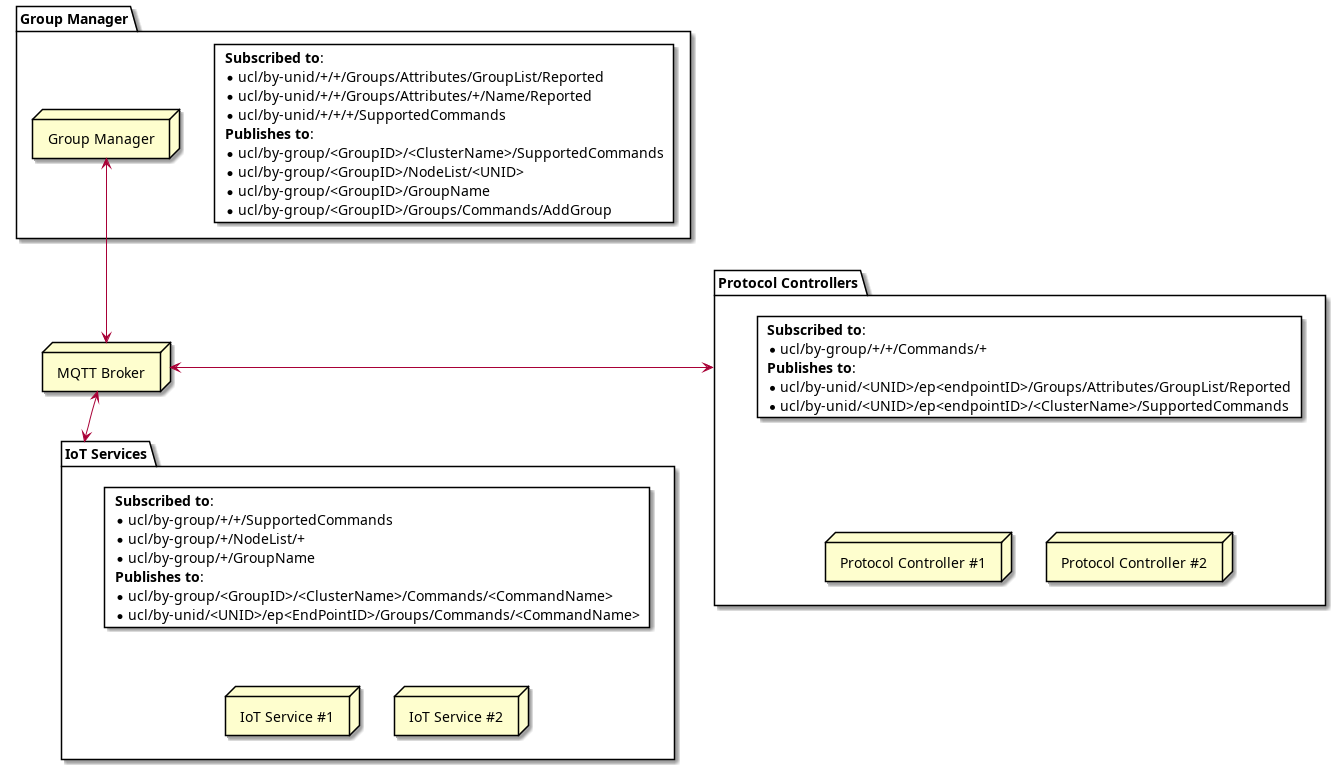 Group Manager
Subscribed to:
• ucl/by-unid/+/+/Groups/Attributes/GroupList/Reported
• ucl/by-unid/+/+/Groups/Attributes/+/Name/Reported
• ucl/by-unid/+/+/+/SupportedCommands
Publishes to:
• ucl/by-group/<GroupID>/<ClusterName>/SupportedCommands
• ucl/by-group/<GroupID>/NodeList/<UNID>
• ucl/by-group/<GroupID>/GroupName
• ucl/by-group/<GroupID>/Groups/Commands/AddGroup
Group Manager
Protocol Controllers
Subscribed to:
• ucl/by-group/+/+/Commands/+
Publishes to:
• ucl/by-unid/<UNID>/ep<endpointID>/Groups/Attributes/GroupList/Reported
• ucl/by-unid/<UNID>/ep<endpointID>/<ClusterName>/SupportedCommands
Protocol Controller #1
Protocol Controller #2
MQTT Broker
IoT Services
Subscribed to:
• ucl/by-group/+/+/SupportedCommands
• ucl/by-group/+/NodeList/+
• ucl/by-group/+/GroupName
Publishes to:
• ucl/by-group/<GroupID>/<ClusterName>/Commands/<CommandName>
• ucl/by-unid/<UNID>/ep<EndPointID>/Groups/Commands/<CommandName>
IoT Service #1
IoT Service #2